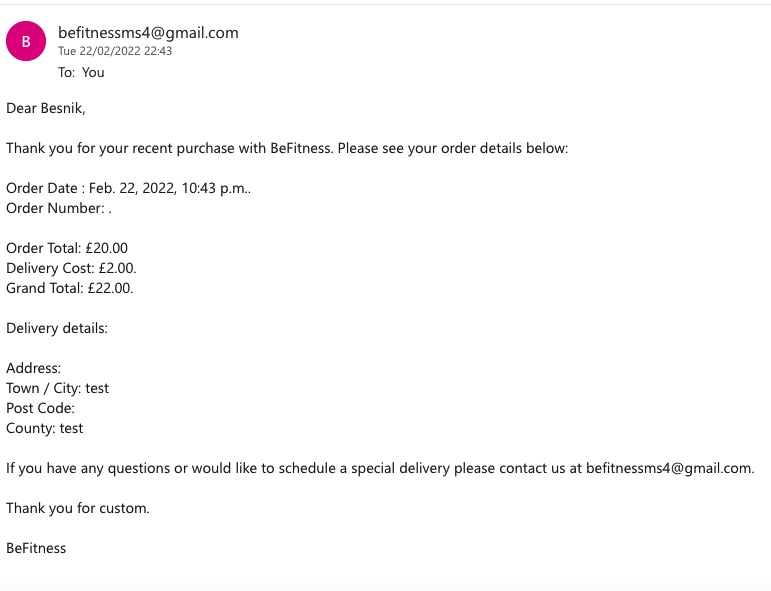 B
befitnessms4@gmail.com
Tue 22/02/2022 22:43
To: You
Dear Besnik,
Thank you for your recent purchase with BeFitness. Please see your order details below:
Order Date : Feb. 22, 2022, 10:43 p.m..
Order Number: .
Order Total: £20.00
Delivery Cost: £2.00.
Grand Total: £22.00.
Delivery details:
Address:
Town / City: test
Post Code:
County: test
If you have any questions or would like to schedule a special delivery please contact us at befitnessms4@gmail.com.
Thank you for custom.
BeFitness